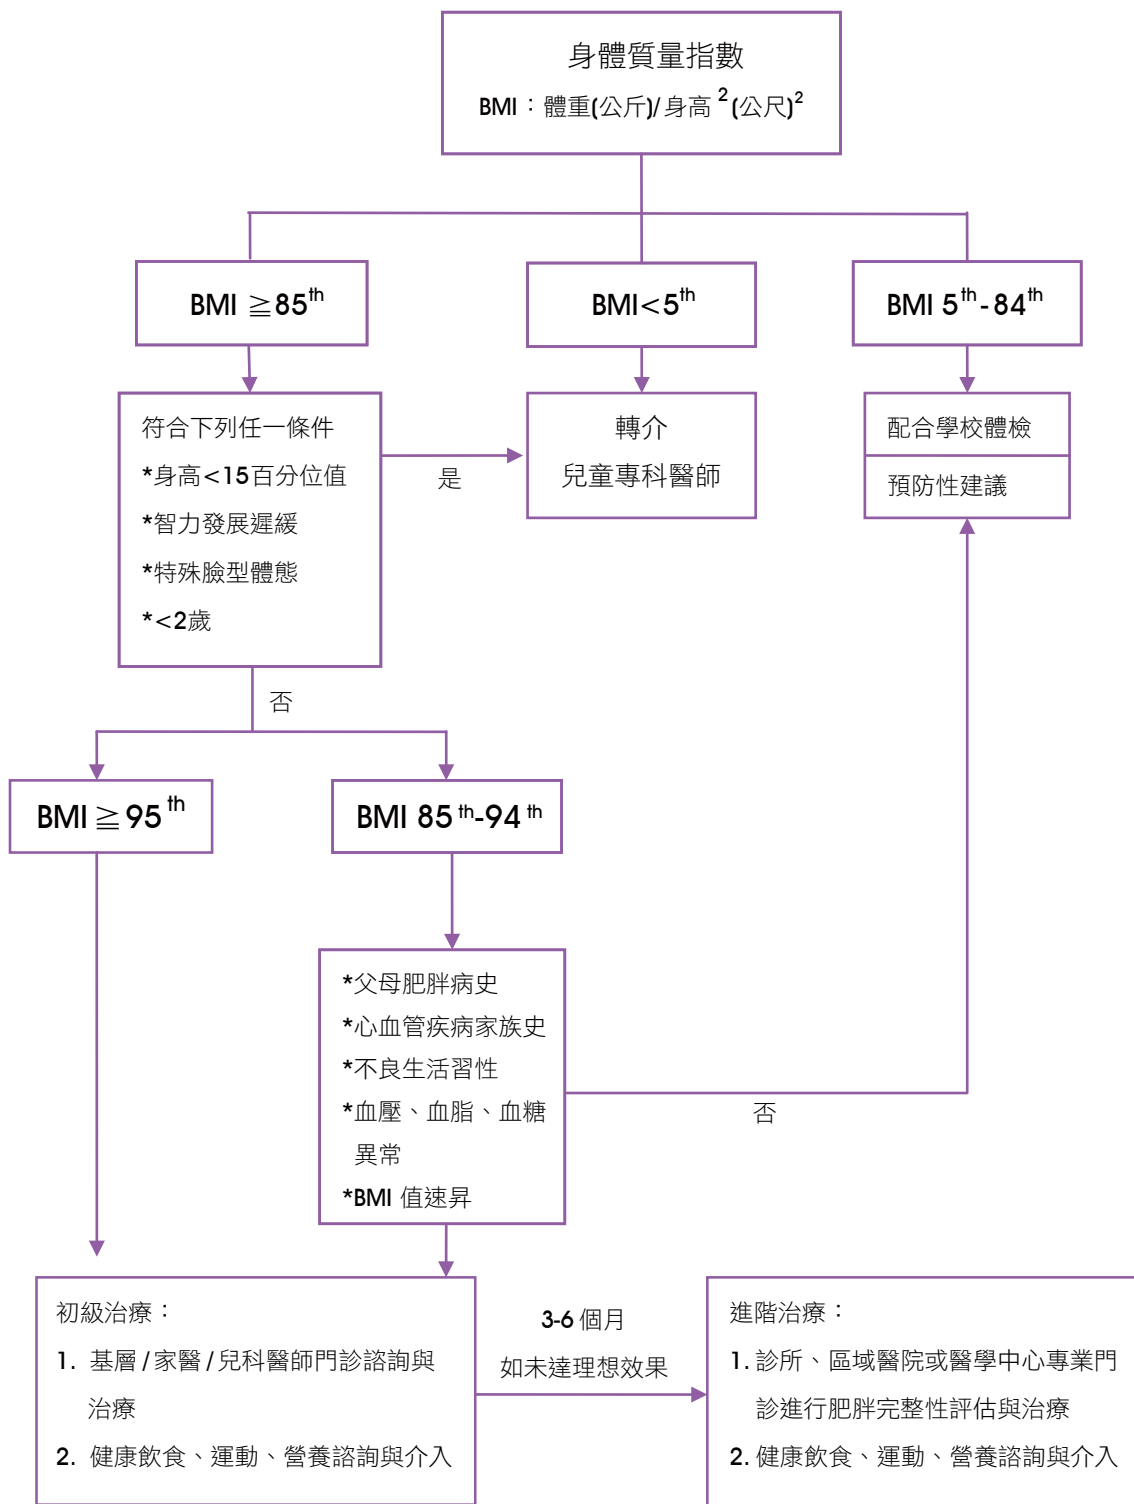 身體質量指數
BMI：體重(公斤)/身高²(公尺)²
BMI ≧85th
BMI<5th
BMI 5th-84th
符合下列任一條件
*身高<15百分位值
*智力發展遲緩
*特殊臉型體態
*<2歲
是
轉介
兒童專科醫師
配合學校體檢
預防性建議
否
BMI ≧ 95th
BMI 85th-94th
*父母肥胖病史
*心血管疾病家族史
*不良生活習性
*血壓、血脂、血糖
異常
*BMI 值速昇
否
初級治療：
1. 基層/家醫/兒科醫師門診諮詢與
治療
2. 健康飲食、運動、營養諮詢與介入
3-6 個月
如未達理想效果
進階治療：
1. 診所、區域醫院或醫學中心專業門
診進行肥胖完整性評估與治療
2. 健康飲食、運動、營養諮詢與介入